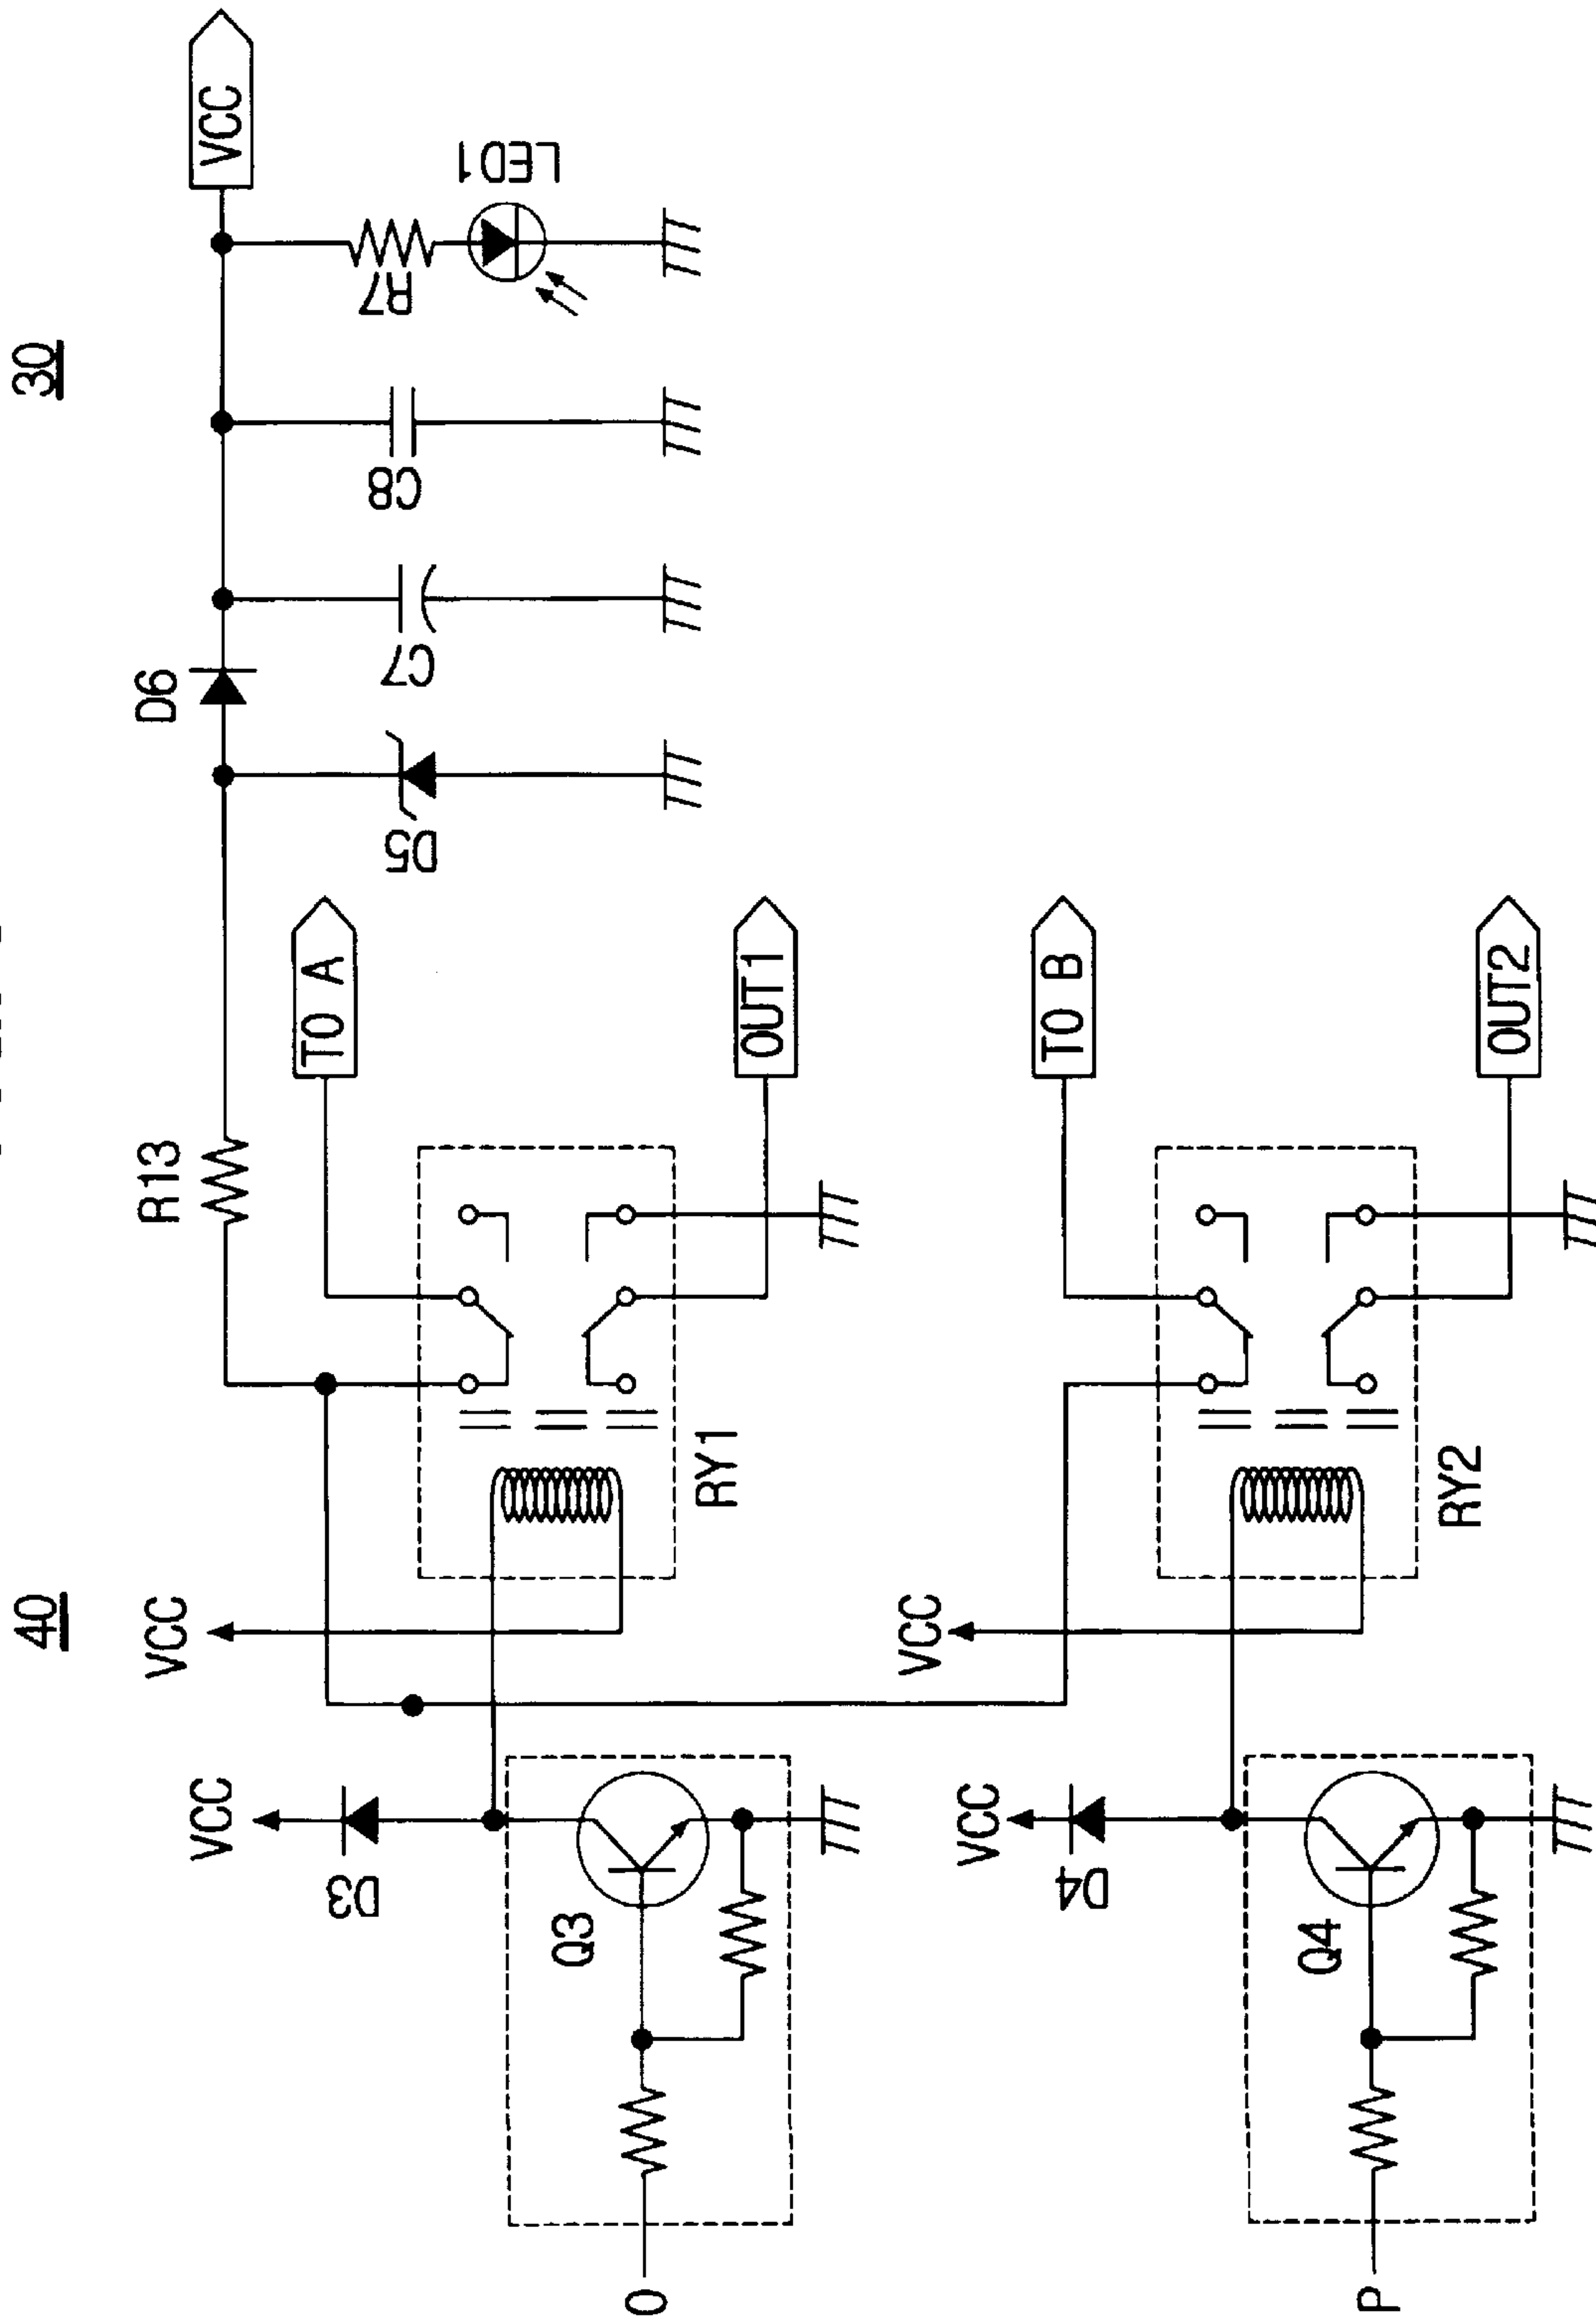 40
30
VCC
R13
D6
VCC
VCC
TO A
D3
D5
C7
C8
R7
LED1
Q3
O
RY1
OUT1
VCC
VCC
TO B
D4
Q4
P
RY2
OUT2